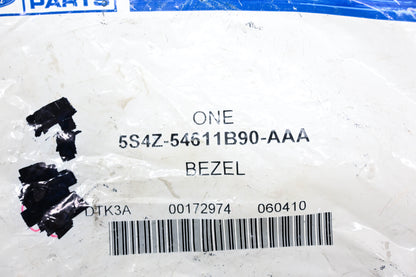 PARTS
ONE
5S4Z-54611B90-AAA
BEZEL
DTK3A 00172974 060410